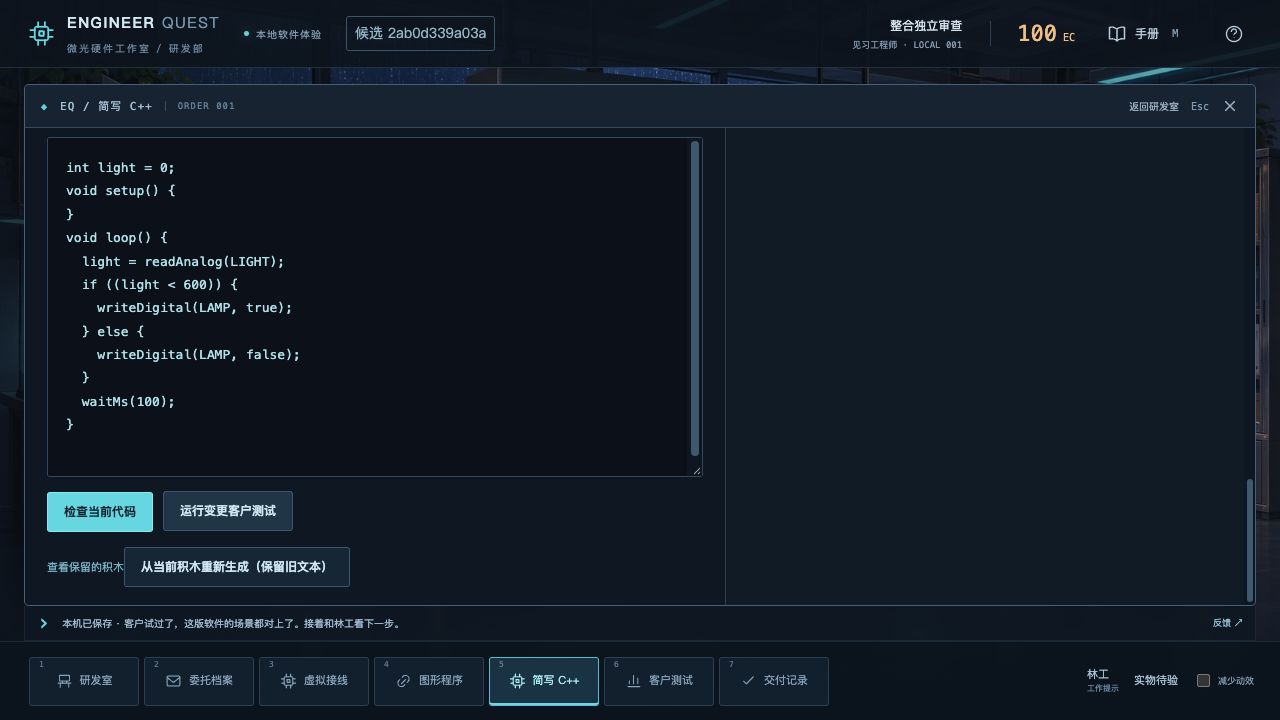 ENGINEER QUEST
微光硬件工作室 / 研发部
本地软件体验
候选 2ab0d339a03a
整合独立审查
见习工程师 · LOCAL 001
100 EC
手册 M
EQ / 简写 C++
ORDER 001
返回研发室 Esc
int light = 0;
void setup() {
}
void loop() {
light = readAnalog(LIGHT);
if ((light < 600)) {
writeDigital(LAMP, true);
} else {
writeDigital(LAMP, false);
}
waitMs(100);
}
检查当前代码
运行变更客户测试
查看保留的积木
从当前积木重新生成（保留旧文本）
本机已保存 · 客户试过了，这版软件的场景都对上了。接着和林工看下一步。
反馈 ↗
1 研发室
2 委托档案
3 虚拟接线
4 图形程序
5 简写 C++
6 客户测试
7 交付记录
林工
工作提示
实物待验
减少动效